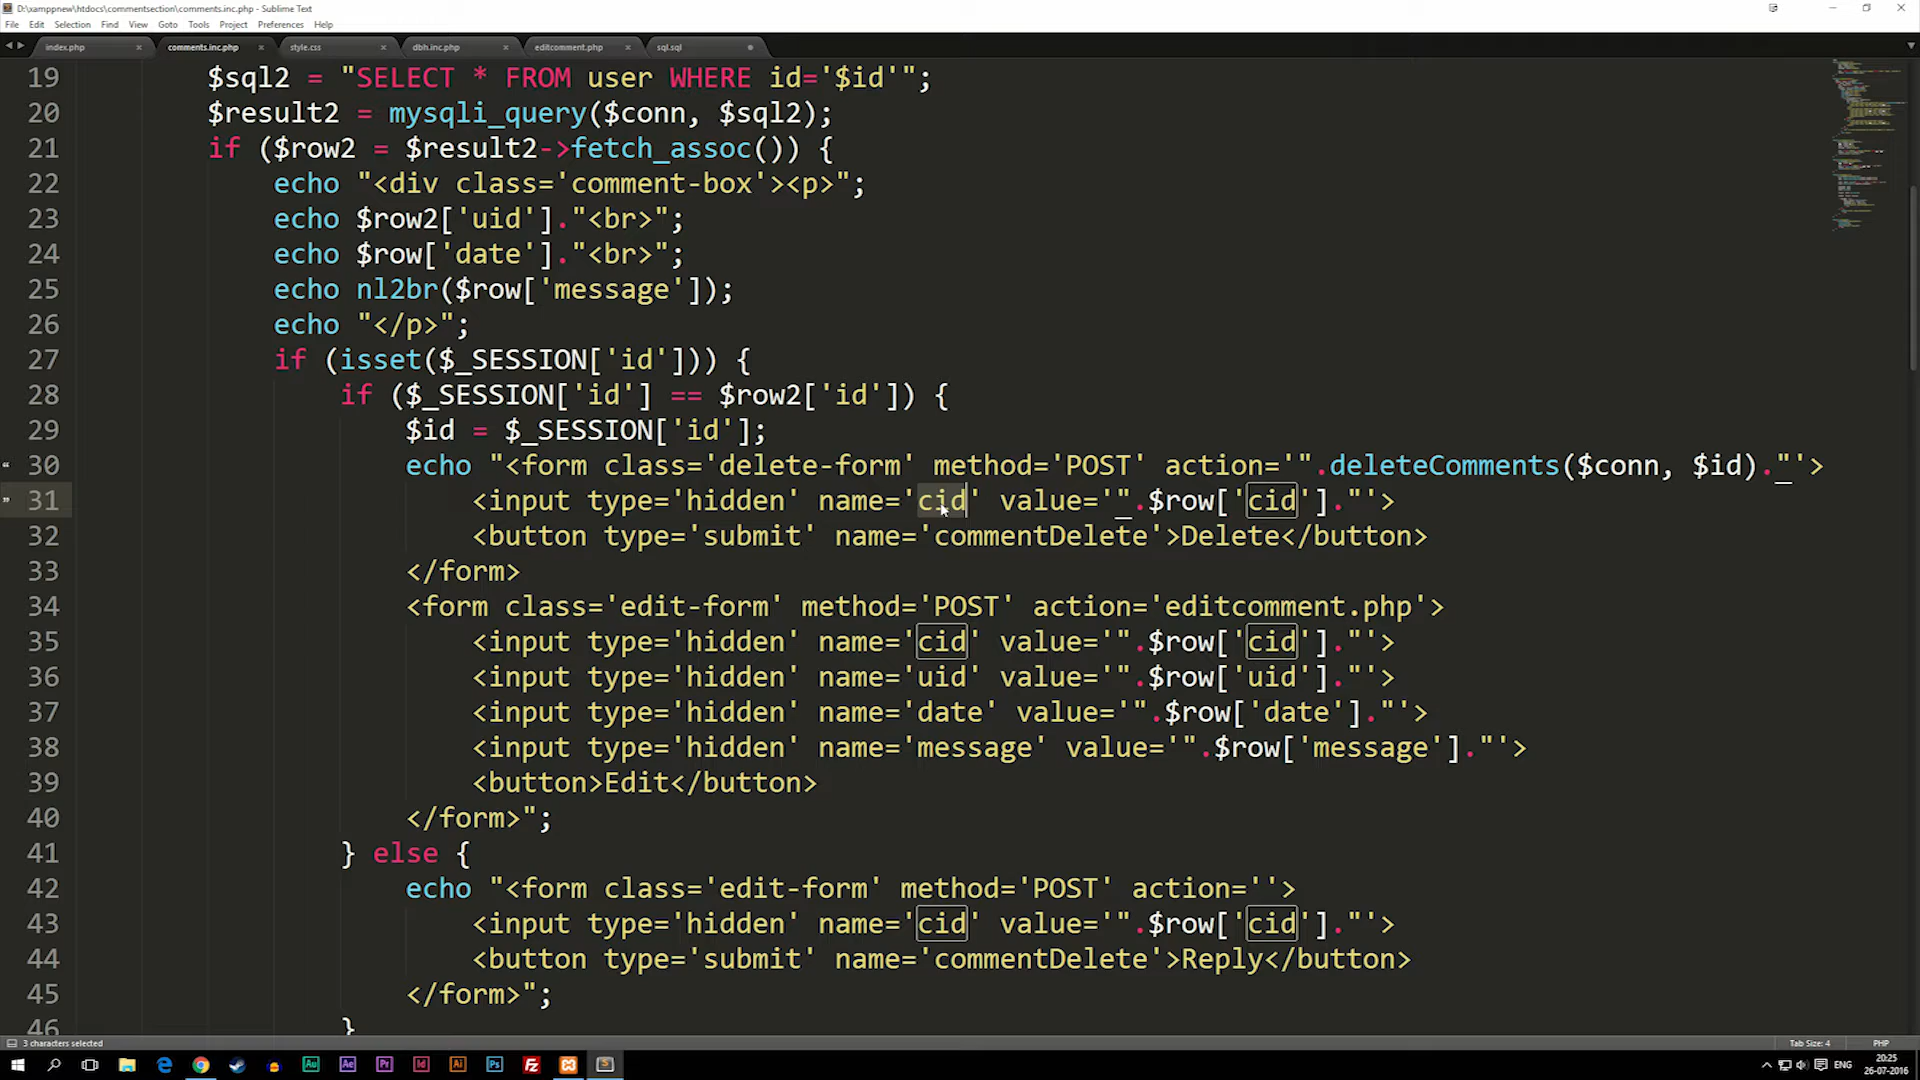 D:\xamppnew\htdocs\commentsection\comments.inc.php - Sublime Text
File Edit Selection Find View Goto Tools Project Preferences Help
index.php × comments.inc.php × style.css × dbh.inc.php × editcomment.php × sql.sql
19 $sql2 = "SELECT * FROM user WHERE id='$id'";
20 $result2 = mysqli_query($conn, $sql2);
21 if ($row2 = $result2->fetch_assoc()) {
22 echo "<div class='comment-box'><p>";
23 echo $row2['uid']."<br>";
24 echo $row['date']."<br>";
25 echo nl2br($row['message']);
26 echo "</p>";
27 if (isset($_SESSION['id'])) {
28 if ($_SESSION['id'] == $row2['id']) {
29 $id = $_SESSION['id'];
30 echo "<form class='delete-form' method='POST' action='".deleteComments($conn, $id)."'>
31 <input type='hidden' name='cid' value='".$row['cid']."'>
32 <button type='submit' name='commentDelete'>Delete</button>
33 </form>
34 <form class='edit-form' method='POST' action='editcomment.php'>
35 <input type='hidden' name='cid' value='".$row['cid']."'>
36 <input type='hidden' name='uid' value='".$row['uid']."'>
37 <input type='hidden' name='date' value='".$row['date']."'>
38 <input type='hidden' name='message' value='".$row['message']."'>
39 <button>Edit</button>
40 </form>";
41 } else {
42 echo "<form class='edit-form' method='POST' action=''>
43 <input type='hidden' name='cid' value='".$row['cid']."'>
44 <button type='submit' name='commentDelete'>Reply</button>
45 </form>";
46 }
3 characters selected Tab Size: 4 PHP
Au Ae Pr Id Ai Ps Fz S ENG 20:25
26-07-2016